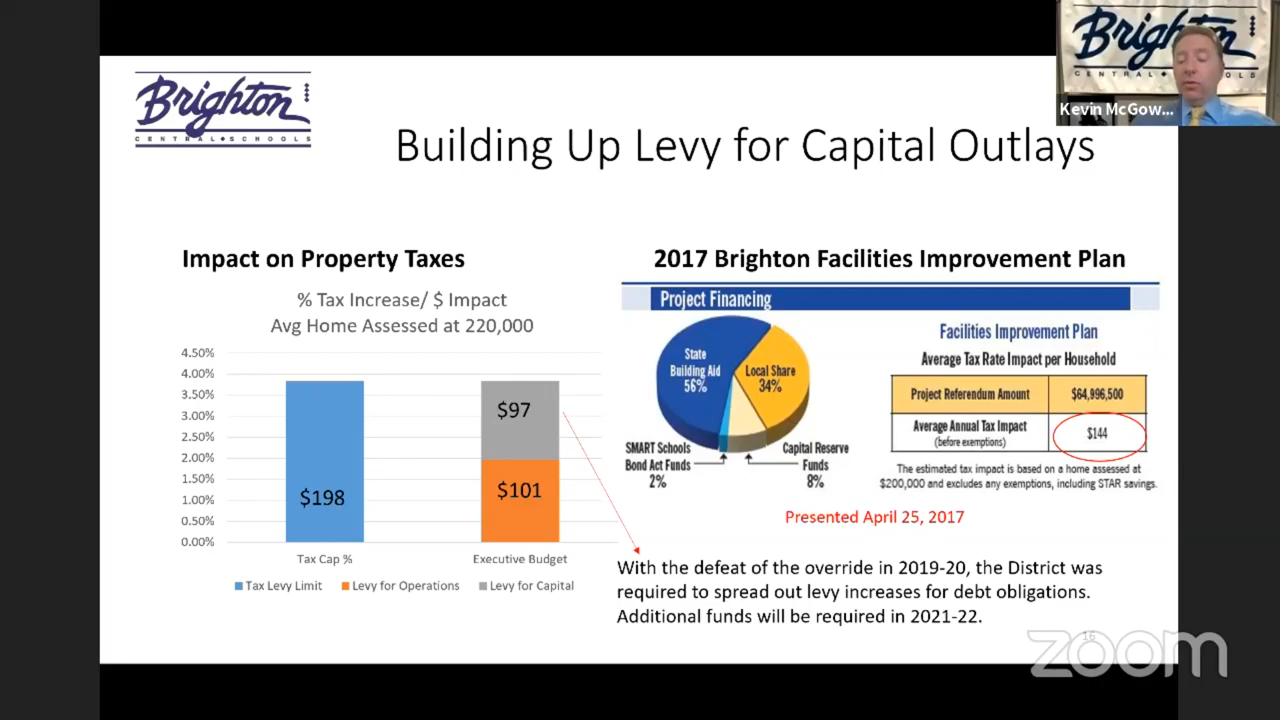 Brighton
CENTRAL SCHOOLS
Brighton
CENTRAL SCHOOLS
Kevin McGow...
Building Up Levy for Capital Outlays
Impact on Property Taxes
% Tax Increase/ $ Impact
Avg Home Assessed at 220,000
4.50%
4.00%
3.50%
3.00%
2.50%
2.00%
1.50%
1.00%
0.50%
0.00%
$198
$97
$101
Tax Cap %
Executive Budget
Tax Levy Limit
Levy for Operations
Levy for Capital
2017 Brighton Facilities Improvement Plan
Project Financing
State
Building Aid
56%
Local Share
34%
SMART Schools
Bond Act Funds
2%
Capital Reserve
Funds
8%
Facilities Improvement Plan
Average Tax Rate Impact per Household
Project Referendum Amount $64,996,500
Average Annual Tax Impact
(before exemptions)
$144
The estimated tax impact is based on a home assessed at
$200,000 and excludes any exemptions, including STAR savings.
Presented April 25, 2017
With the defeat of the override in 2019-20, the District was
required to spread out levy increases for debt obligations.
Additional funds will be required in 2021-22.
16
zoom